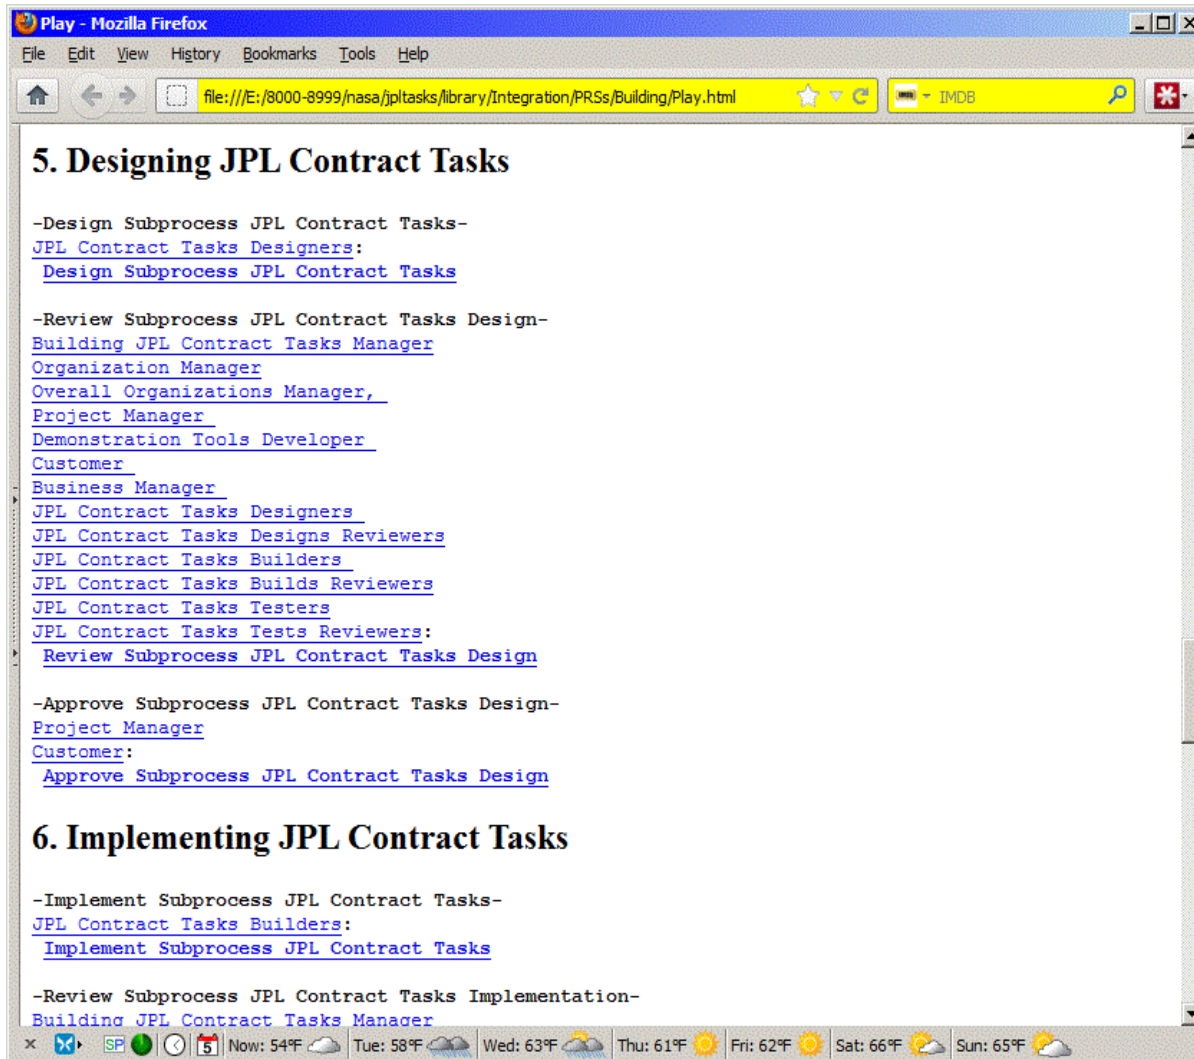 Play - Mozilla Firefox
File Edit View History Bookmarks Tools Help
file:///E:/8000-8999/nasa/jpltasks/library/Integration/PRSs/Building/Play.html IMDB
5. Designing JPL Contract Tasks
-Design Subprocess JPL Contract Tasks-
JPL Contract Tasks Designers:
Design Subprocess JPL Contract Tasks
-Review Subprocess JPL Contract Tasks Design-
Building JPL Contract Tasks Manager
Organization Manager
Overall Organizations Manager,
Project Manager
Demonstration Tools Developer
Customer
Business Manager
JPL Contract Tasks Designers
JPL Contract Tasks Designs Reviewers
JPL Contract Tasks Builders
JPL Contract Tasks Builds Reviewers
JPL Contract Tasks Testers
JPL Contract Tasks Tests Reviewers:
Review Subprocess JPL Contract Tasks Design
-Approve Subprocess JPL Contract Tasks Design-
Project Manager
Customer:
Approve Subprocess JPL Contract Tasks Design
6. Implementing JPL Contract Tasks
-Implement Subprocess JPL Contract Tasks-
JPL Contract Tasks Builders:
Implement Subprocess JPL Contract Tasks
-Review Subprocess JPL Contract Tasks Implementation-
Building JPL Contract Tasks Manager
SP 5 Now: 54°F Tue: 58°F Wed: 63°F Thu: 61°F Fri: 62°F Sat: 66°F Sun: 65°F